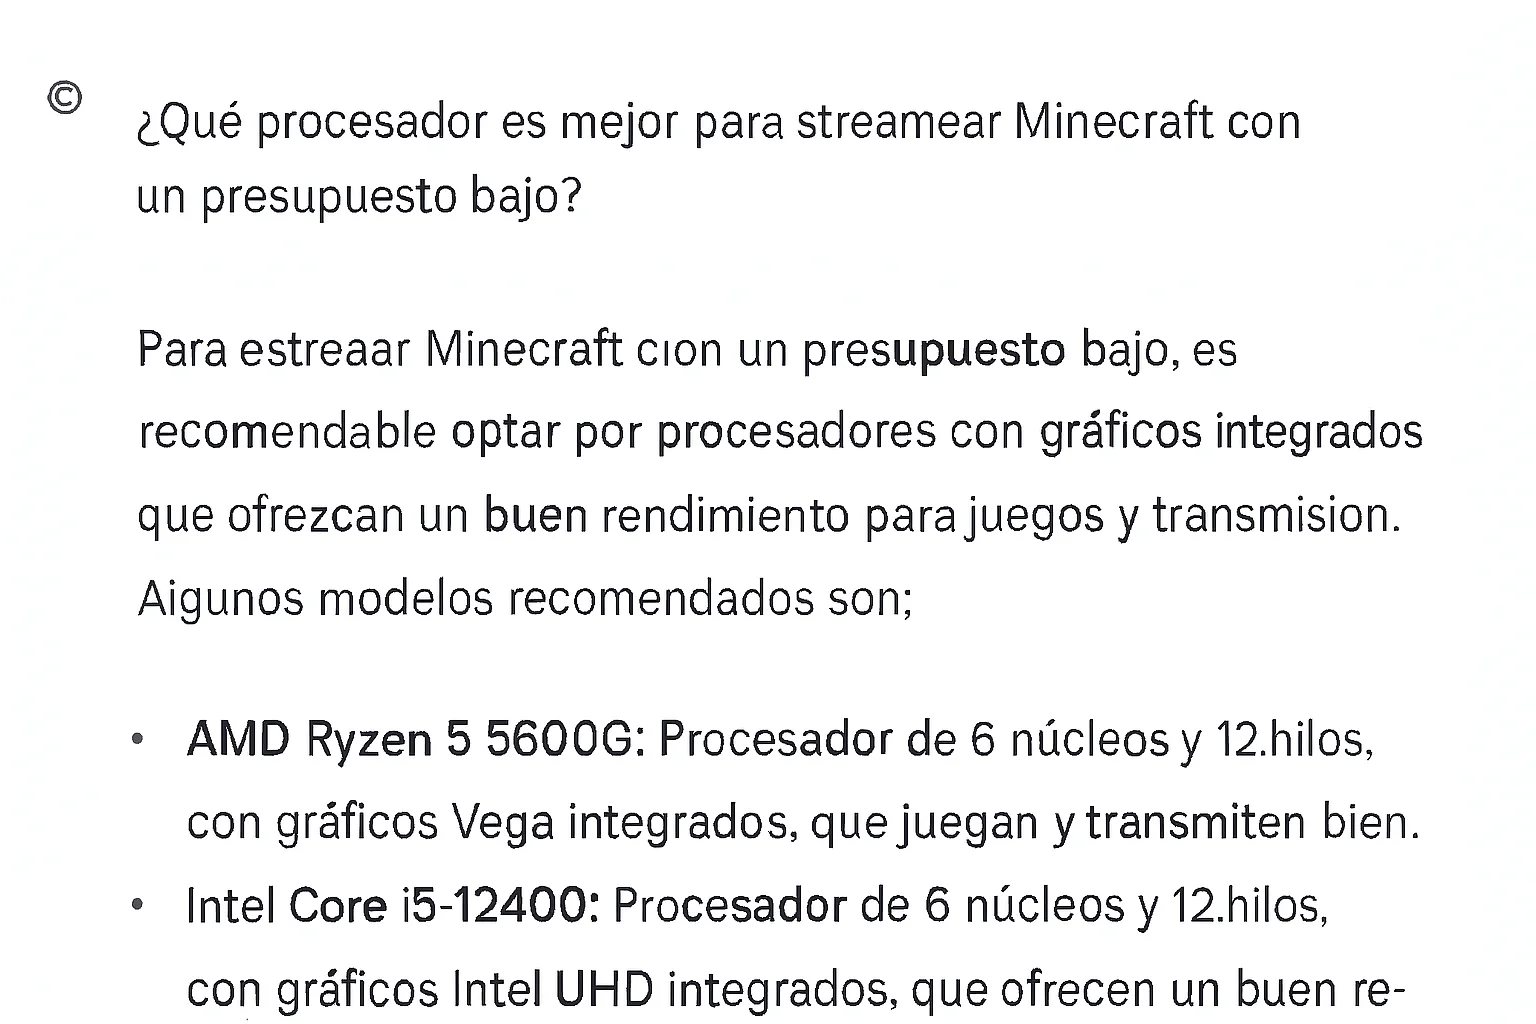 ©
¿Qué procesador es mejor para streamear Minecraft con
un presupuesto bajo?
Para estreaar Minecraft cıon un presupuesto bajo, es
recomendable optar por procesadores con gráficos integrados
que ofrezcan un buen rendimiento para juegos y transmision.
Aigunos modelos recomendados son;
• AMD Ryzen 5 5600G: Procesador de 6 núcleos y 12.hilos,
con gráficos Vega integrados, que juegan y transmiten bien.
• Intel Core i5-12400: Procesador de 6 núcleos y 12.hilos,
con gráficos Intel UHD integrados, que ofrecen un buen re-